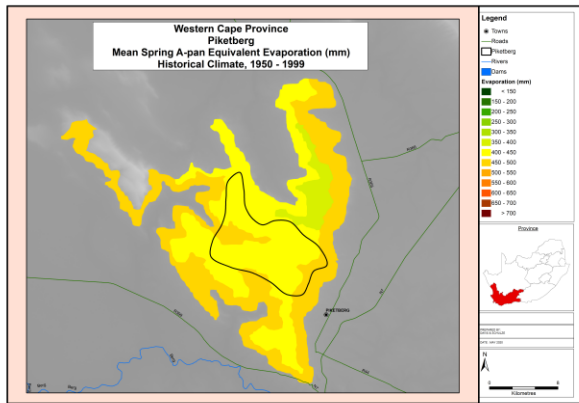 Western Cape Province
Piketberg
Mean Spring A-pan Equivalent Evaporation (mm)
Historical Climate, 1950 - 1999
PIKETBERG
Legend
Towns
Roads
Piketberg
Rivers
Dams
Evaporation (mm)
< 150
150 - 200
200 - 250
250 - 300
300 - 350
350 - 400
400 - 450
450 - 500
500 - 550
550 - 600
600 - 650
650 - 700
> 700
Province
N
0
Kilometres